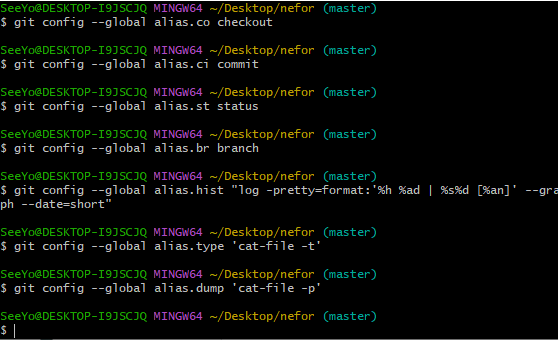 SeeYo@DESKTOP-I9JSCJQ MINGW64 ~/Desktop/nefor (master)
$ git config --global alias.co checkout
SeeYo@DESKTOP-I9JSCJQ MINGW64 ~/Desktop/nefor (master)
$ git config --global alias.ci commit
SeeYo@DESKTOP-I9JSCJQ MINGW64 ~/Desktop/nefor (master)
$ git config --global alias.st status
SeeYo@DESKTOP-I9JSCJQ MINGW64 ~/Desktop/nefor (master)
$ git config --global alias.br branch
SeeYo@DESKTOP-I9JSCJQ MINGW64 ~/Desktop/nefor (master)
$ git config --global alias.hist "log -pretty=format:'%h %ad | %s%d [%an]' --gra
ph --date=short"
SeeYo@DESKTOP-I9JSCJQ MINGW64 ~/Desktop/nefor (master)
$ git config --global alias.type 'cat-file -t'
SeeYo@DESKTOP-I9JSCJQ MINGW64 ~/Desktop/nefor (master)
$ git config --global alias.dump 'cat-file -p'
SeeYo@DESKTOP-I9JSCJQ MINGW64 ~/Desktop/nefor (master)
$